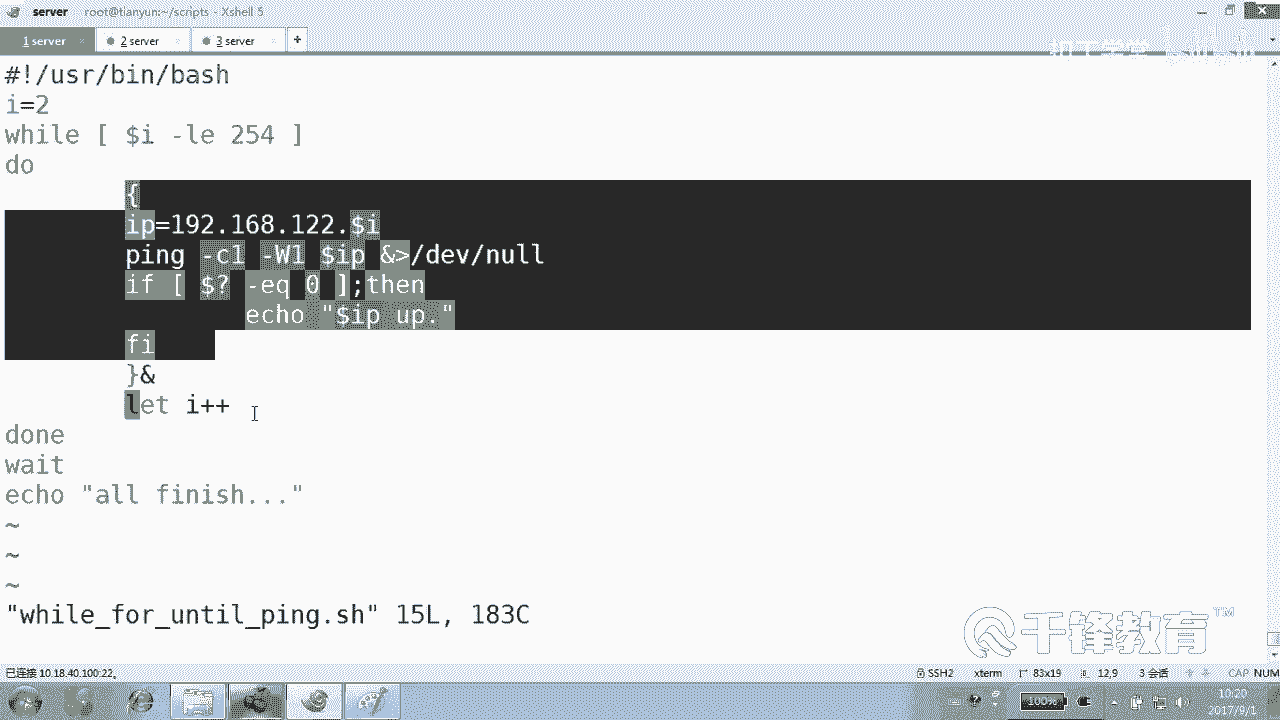 server root@tianyun:~/scripts - Xshell 5
1 server 2 server 3 server +
#!/usr/bin/bash
i=2
while [ $i -le 254 ]
do
{
ip=192.168.122.$i
ping -c1 -W1 $ip &>/dev/null
if [ $? -eq 0 ];then
echo "$ip up."
fi
}&
let i++
done
wait
echo "all finish..."
~
~
~
"while_for_until_ping.sh" 15L, 183C
千锋教育™
已连接 10.18.40.100:22。 SSH2 xterm 83x19 12,9 3 会话 CAP NUM
100% 10:20
2017/9/1